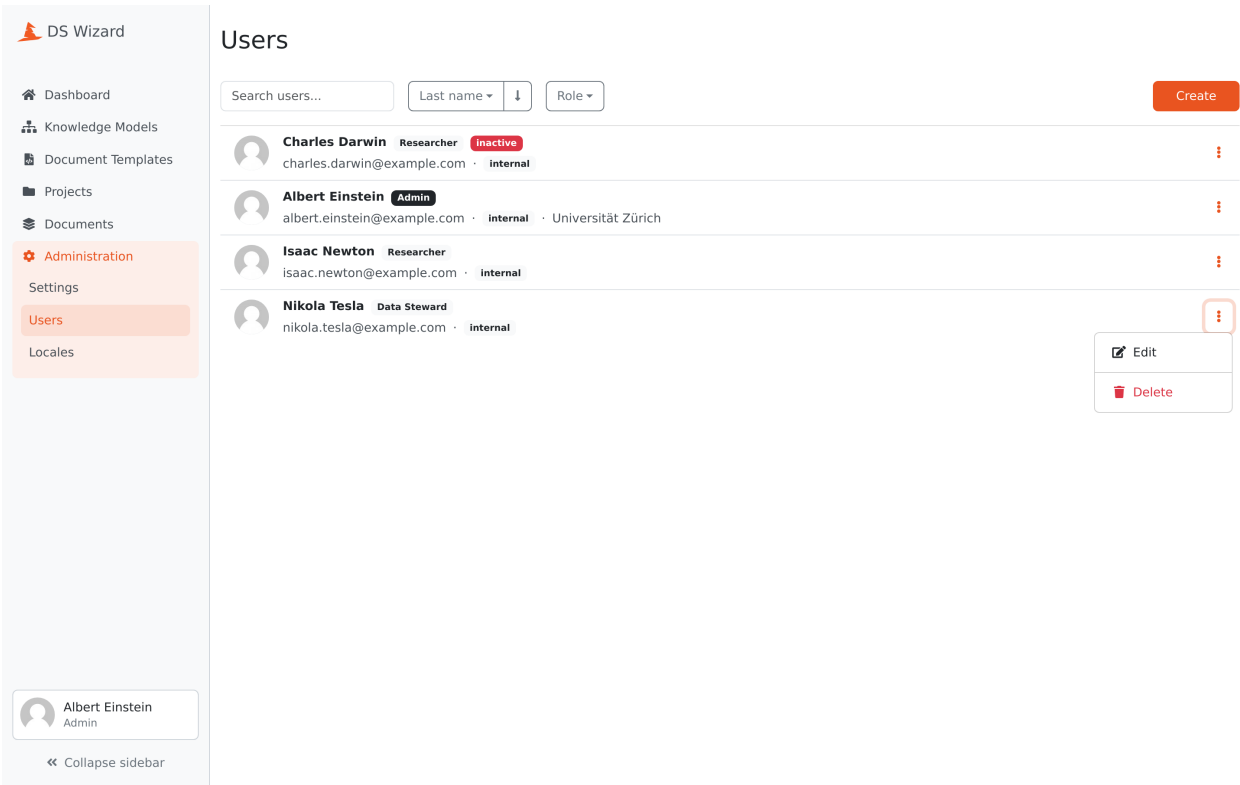 DS Wizard
Dashboard
Knowledge Models
Document Templates
Projects
Documents
Administration
Settings
Users
Locales
Albert Einstein
Admin
Collapse sidebar
Users
Search users...
Last name
Role
Create
Charles Darwin Researcher inactive
charles.darwin@example.com · internal
Albert Einstein Admin
albert.einstein@example.com · internal · Universität Zürich
Isaac Newton Researcher
isaac.newton@example.com · internal
Nikola Tesla Data Steward
nikola.tesla@example.com · internal
Edit
Delete